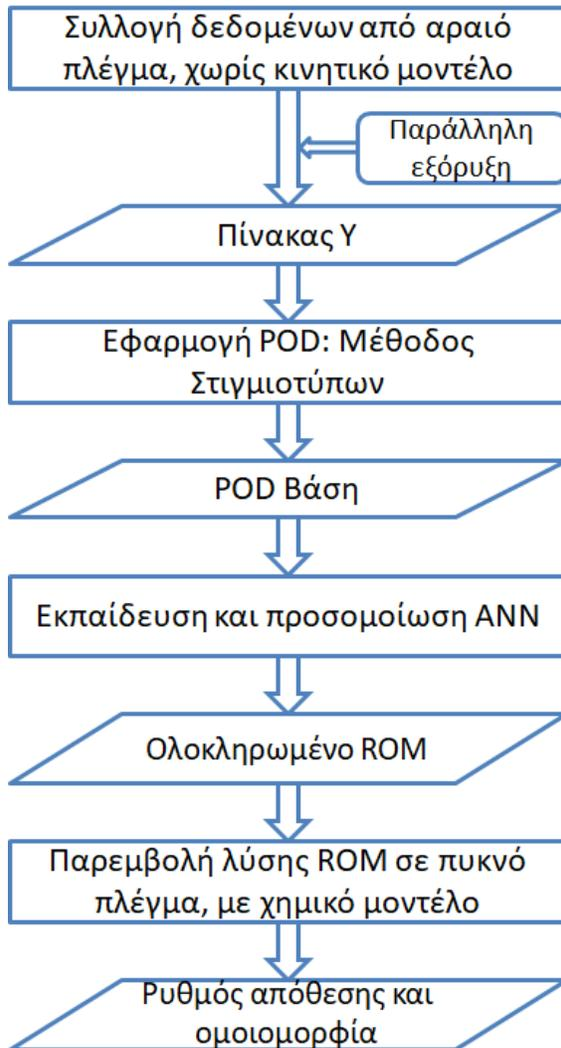 Συλλογή δεδομένων από αραιό
πλέγμα, χωρίς κινητικό μοντέλο
Παράλληλη
εξόρυξη
Πίνακας Υ
Εφαρμογή POD: Μέθοδος
Στιγμιοτύπων
POD Βάση
Εκπαίδευση και προσομοίωση ANN
Ολοκληρωμένο ROM
Παρεμβολή λύσης ROM σε πυκνό
πλέγμα, με χημικό μοντέλο
Ρυθμός απόθεσης και
ομοιομορφία